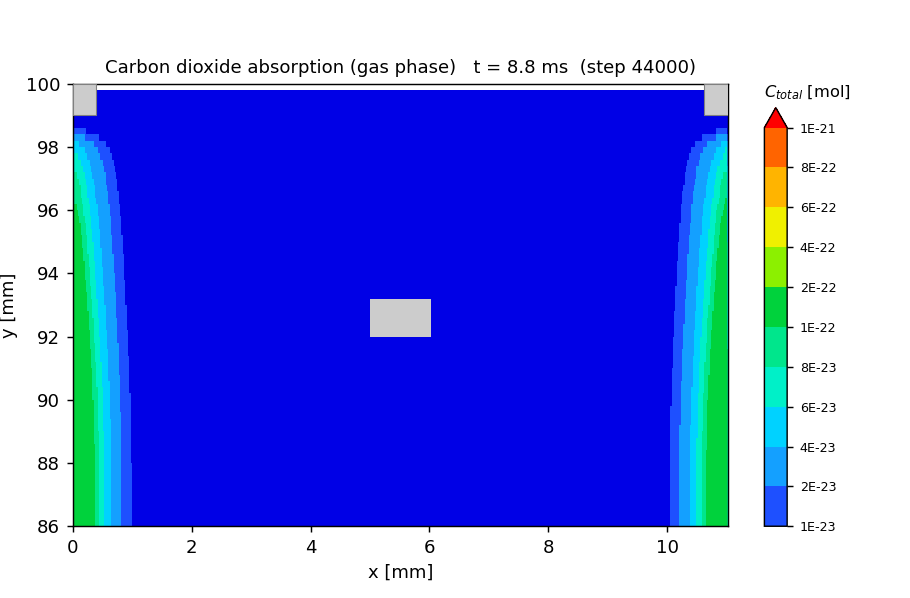 Carbon dioxide absorption (gas phase)   t = 8.8 ms  (step 44000)
C_total [mol]
100
98
96
94
92
90
88
86
y [mm]
0 2 4 6 8 10
x [mm]
1E-21
8E-22
6E-22
4E-22
2E-22
1E-22
8E-23
6E-23
4E-23
2E-23
1E-23